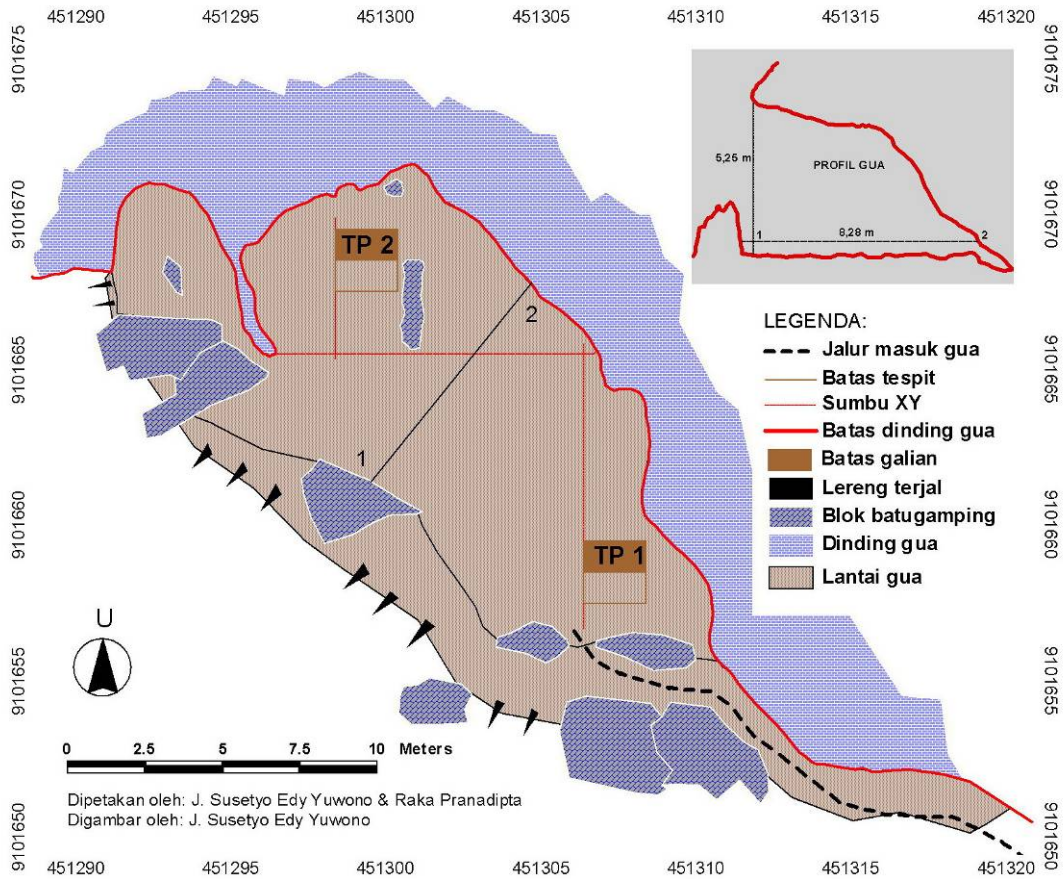 451290 451295 451300 451305 451310 451315 451320
9101675
9101670
9101665
9101660
9101655
9101650
9101675
9101670
9101665
9101660
9101655
9101650
PROFIL GUA
5,25 m
1
8,28 m
2
TP 2
2
1
TP 1
LEGENDA:
Jalur masuk gua
Batas tespit
Sumbu XY
Batas dinding gua
Batas galian
Lereng terjal
Blok batugamping
Dinding gua
Lantai gua
U
0 2.5 5 7.5 10 Meters
Dipetakan oleh: J. Susetyo Edy Yuwono & Raka Pranadipta
Digambar oleh: J. Susetyo Edy Yuwono
451290 451295 451300 451305 451310 451315 451320